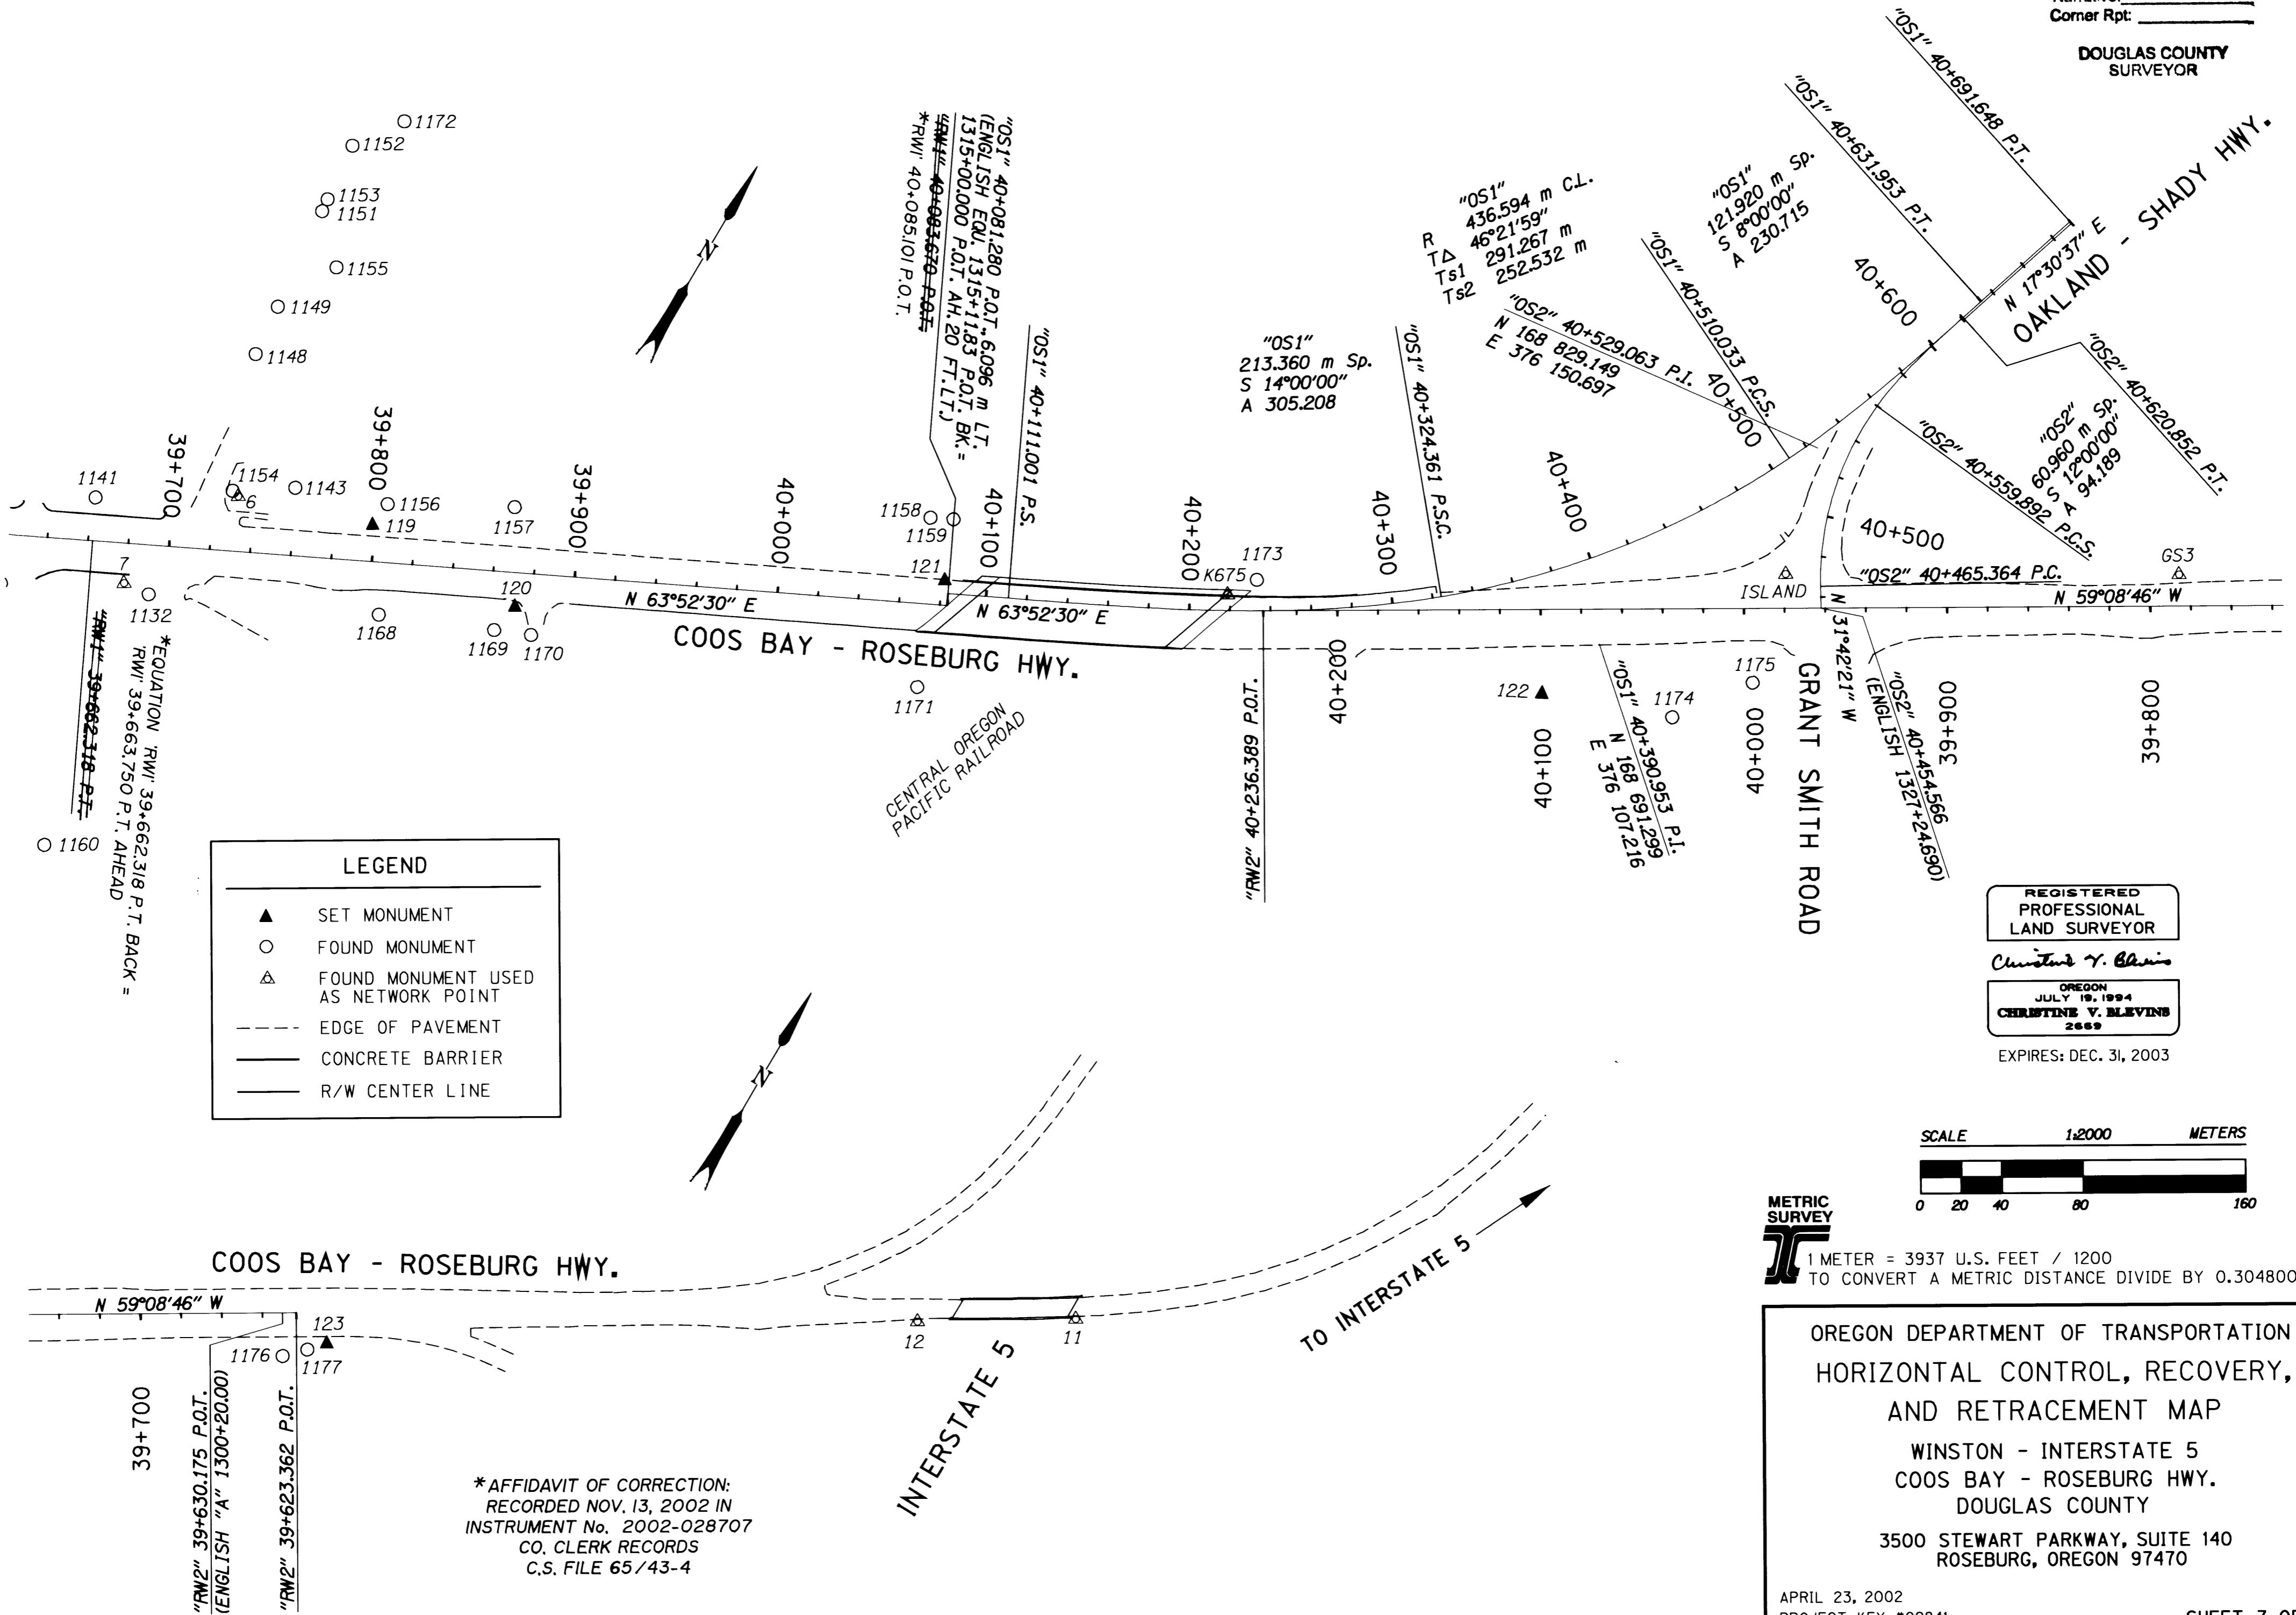 Corner Rpt:
DOUGLAS COUNTY
SURVEYOR
1172
1152
1153
1151
1155
1149
1148
N
"OS1" 40+081.280 P.O.T. 6.096 m LT.
(ENGLISH EQU. 1315+11.83 P.O.T. BK. =
1315+00.000 P.O.T. AH. 20 FT. LT.)
"RW1" 40+083.670 P.O.T.
*RW1' 40+085.101 P.O.T.
"OS1" 40+111.001 P.S.
"OS1"
213.360 m Sp.
S 14°00'00"
A 305.208
"OS1" 40+324.361 P.S.C.
"OS1"
R 436.594 m C.L.
T∆ 46°21'59"
Ts1 291.267 m
Ts2 252.532 m
"OS2" 40+529.063 P.I.
N 168 829.149
E 376 150.697
"OS1" 40+510.033 P.C.S.
"OS1"
121.920 m Sp.
S 8°00'00"
A 230.715
"OS1" 40+631.953 P.T.
"OS1" 40+691.648 P.T.
N 17°30'37" E
OAKLAND - SHADY HWY.
"OS2" 40+620.852 P.T.
"OS2"
60.960 m Sp.
S 12°00'00"
A 94.189
"OS2" 40+559.892 P.C.S.
40+600
40+500
40+400
40+300
40+200
40+100
40+000
39+900
39+800
39+700
1141
1154
6
1143
1156
119
1157
1158
1159
121
1173
K675
7
1132
1168
120
1169
1170
N 63°52'30" E
N 63°52'30" E
COOS BAY - ROSEBURG HWY.
1171
CENTRAL OREGON
PACIFIC RAILROAD
40+500
"OS2" 40+465.364 P.C.
GS3
ISLAND
N 59°08'46" W
N 31°42'21" W
"RW1" 39+662.318 P.T.
*EQUATION 'RW1' 39+662.318 P.T. BACK =
'RW1' 39+663.750 P.T. AHEAD
1160
"RW2" 40+236.389 P.O.T.
40+200
122
40+100
"OS1" 40+390.953 P.I.
N 168 691.299
E 376 107.216
1174
1175
40+000
GRANT SMITH ROAD
"OS2" 40+454.566
(ENGLISH 1327+24.690)
39+900
39+800
LEGEND
SET MONUMENT
FOUND MONUMENT
FOUND MONUMENT USED
AS NETWORK POINT
EDGE OF PAVEMENT
CONCRETE BARRIER
R/W CENTER LINE
REGISTERED
PROFESSIONAL
LAND SURVEYOR
Christine V. Blevins
OREGON
JULY 19, 1994
CHRISTINE V. BLEVINS
2669
EXPIRES: DEC. 31, 2003
N
SCALE 1:2000 METERS
0 20 40 80 160
METRIC
SURVEY
1 METER = 3937 U.S. FEET / 1200
TO CONVERT A METRIC DISTANCE DIVIDE BY 0.304800
COOS BAY - ROSEBURG HWY.
N 59°08'46" W
123
1176
1177
12
11
INTERSTATE 5
TO INTERSTATE 5
39+700
"RW2" 39+630.175 P.O.T.
(ENGLISH "A" 1300+20.00)
"RW2" 39+623.362 P.O.T.
*AFFIDAVIT OF CORRECTION:
RECORDED NOV. 13, 2002 IN
INSTRUMENT No. 2002-028707
CO. CLERK RECORDS
C.S. FILE 65/43-4
OREGON DEPARTMENT OF TRANSPORTATION
HORIZONTAL CONTROL, RECOVERY,
AND RETRACEMENT MAP
WINSTON - INTERSTATE 5
COOS BAY - ROSEBURG HWY.
DOUGLAS COUNTY
3500 STEWART PARKWAY, SUITE 140
ROSEBURG, OREGON 97470
APRIL 23, 2002